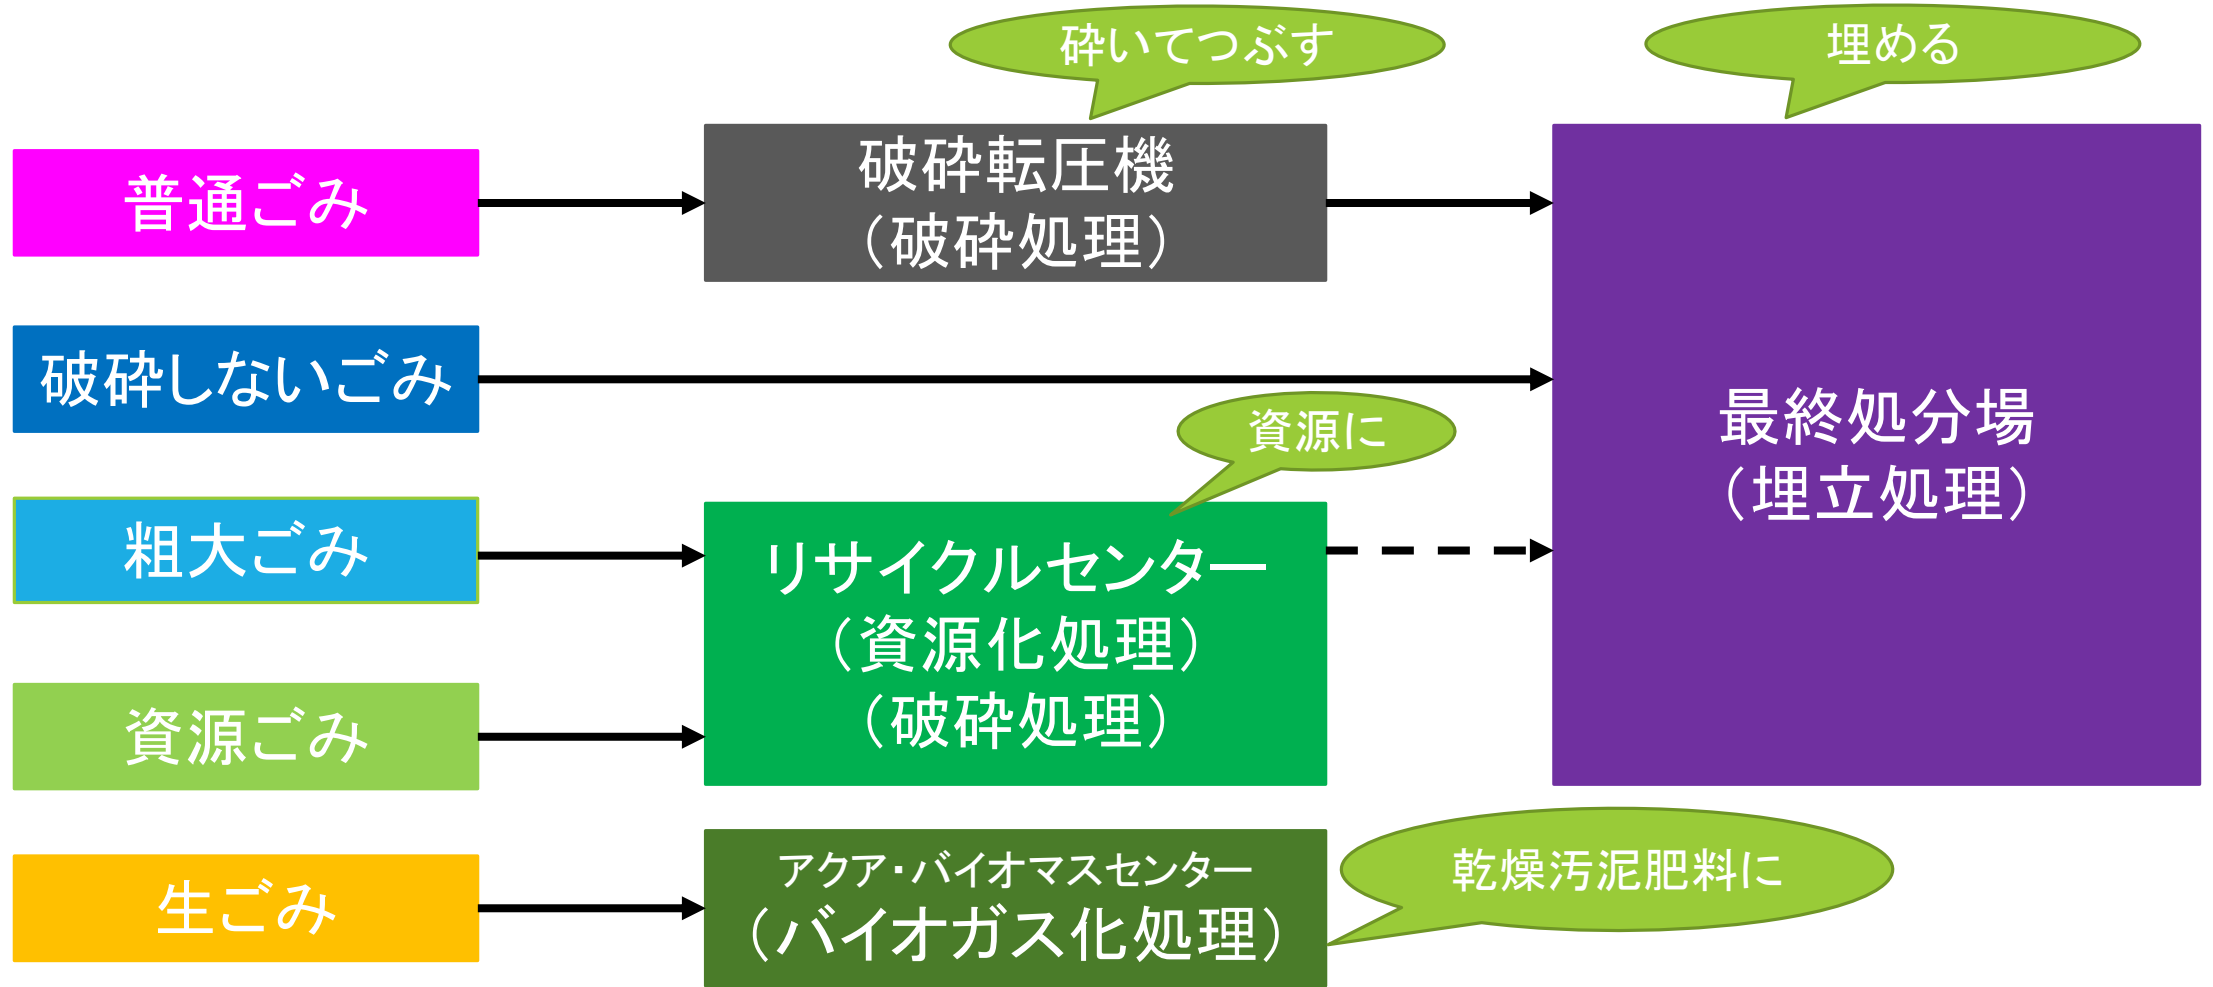 砕いてつぶす
埋める
普通ごみ
破砕転圧機
（破砕処理）
破砕しないごみ
資源に
最終処分場
（埋立処理）
粗大ごみ
リサイクルセンター
（資源化処理）
（破砕処理）
資源ごみ
生ごみ
アクア・バイオマスセンター
（バイオガス化処理）
乾燥汚泥肥料に